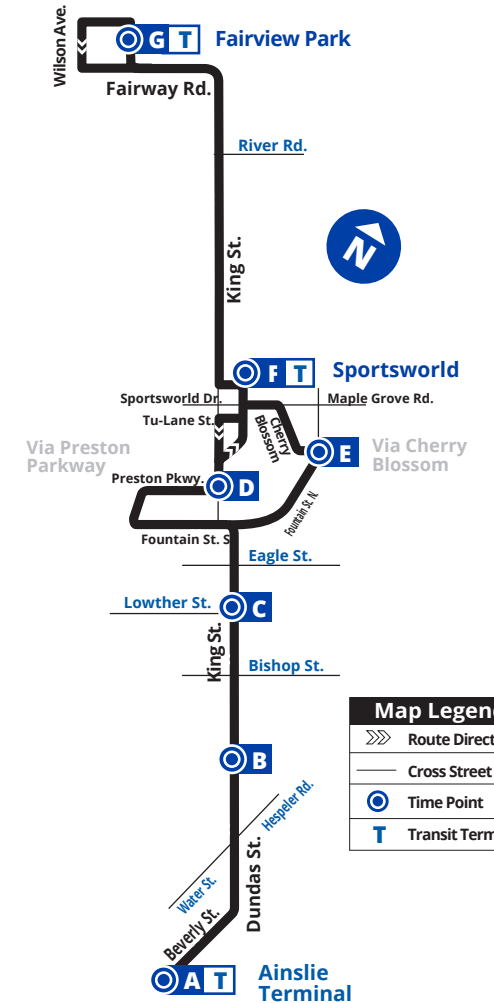 Wilson Ave.
G T Fairview Park
Fairway Rd.
River Rd.
N
King St.
F T Sportsworld
Sportsworld Dr.
Maple Grove Rd.
Tu-Lane St.
Cherry
Blossom
Via Preston
Parkway
E
Via Cherry
Blossom
Preston Pkwy.
D
Fountain St. N.
Fountain St. S
Eagle St.
Lowther St.
C
King St.
Bishop St.
Map Legen
Route Direct
Cross Street
Time Point
T Transit Term
B
Hespeler Rd.
Water St.
Dundas St.
Beverly St.
A T Ainslie
Terminal